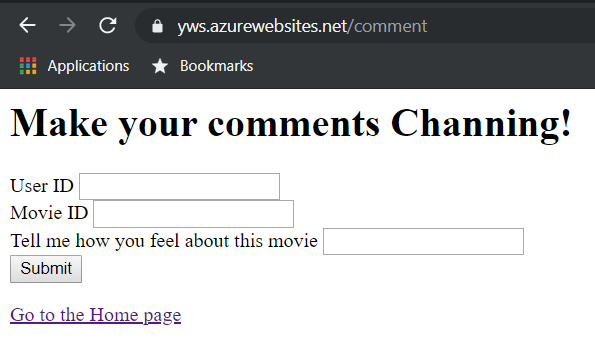 yws.azurewebsites.net/comment
Applications Bookmarks
Make your comments Channing!
User ID
Movie ID
Tell me how you feel about this movie
Submit
Go to the Home page